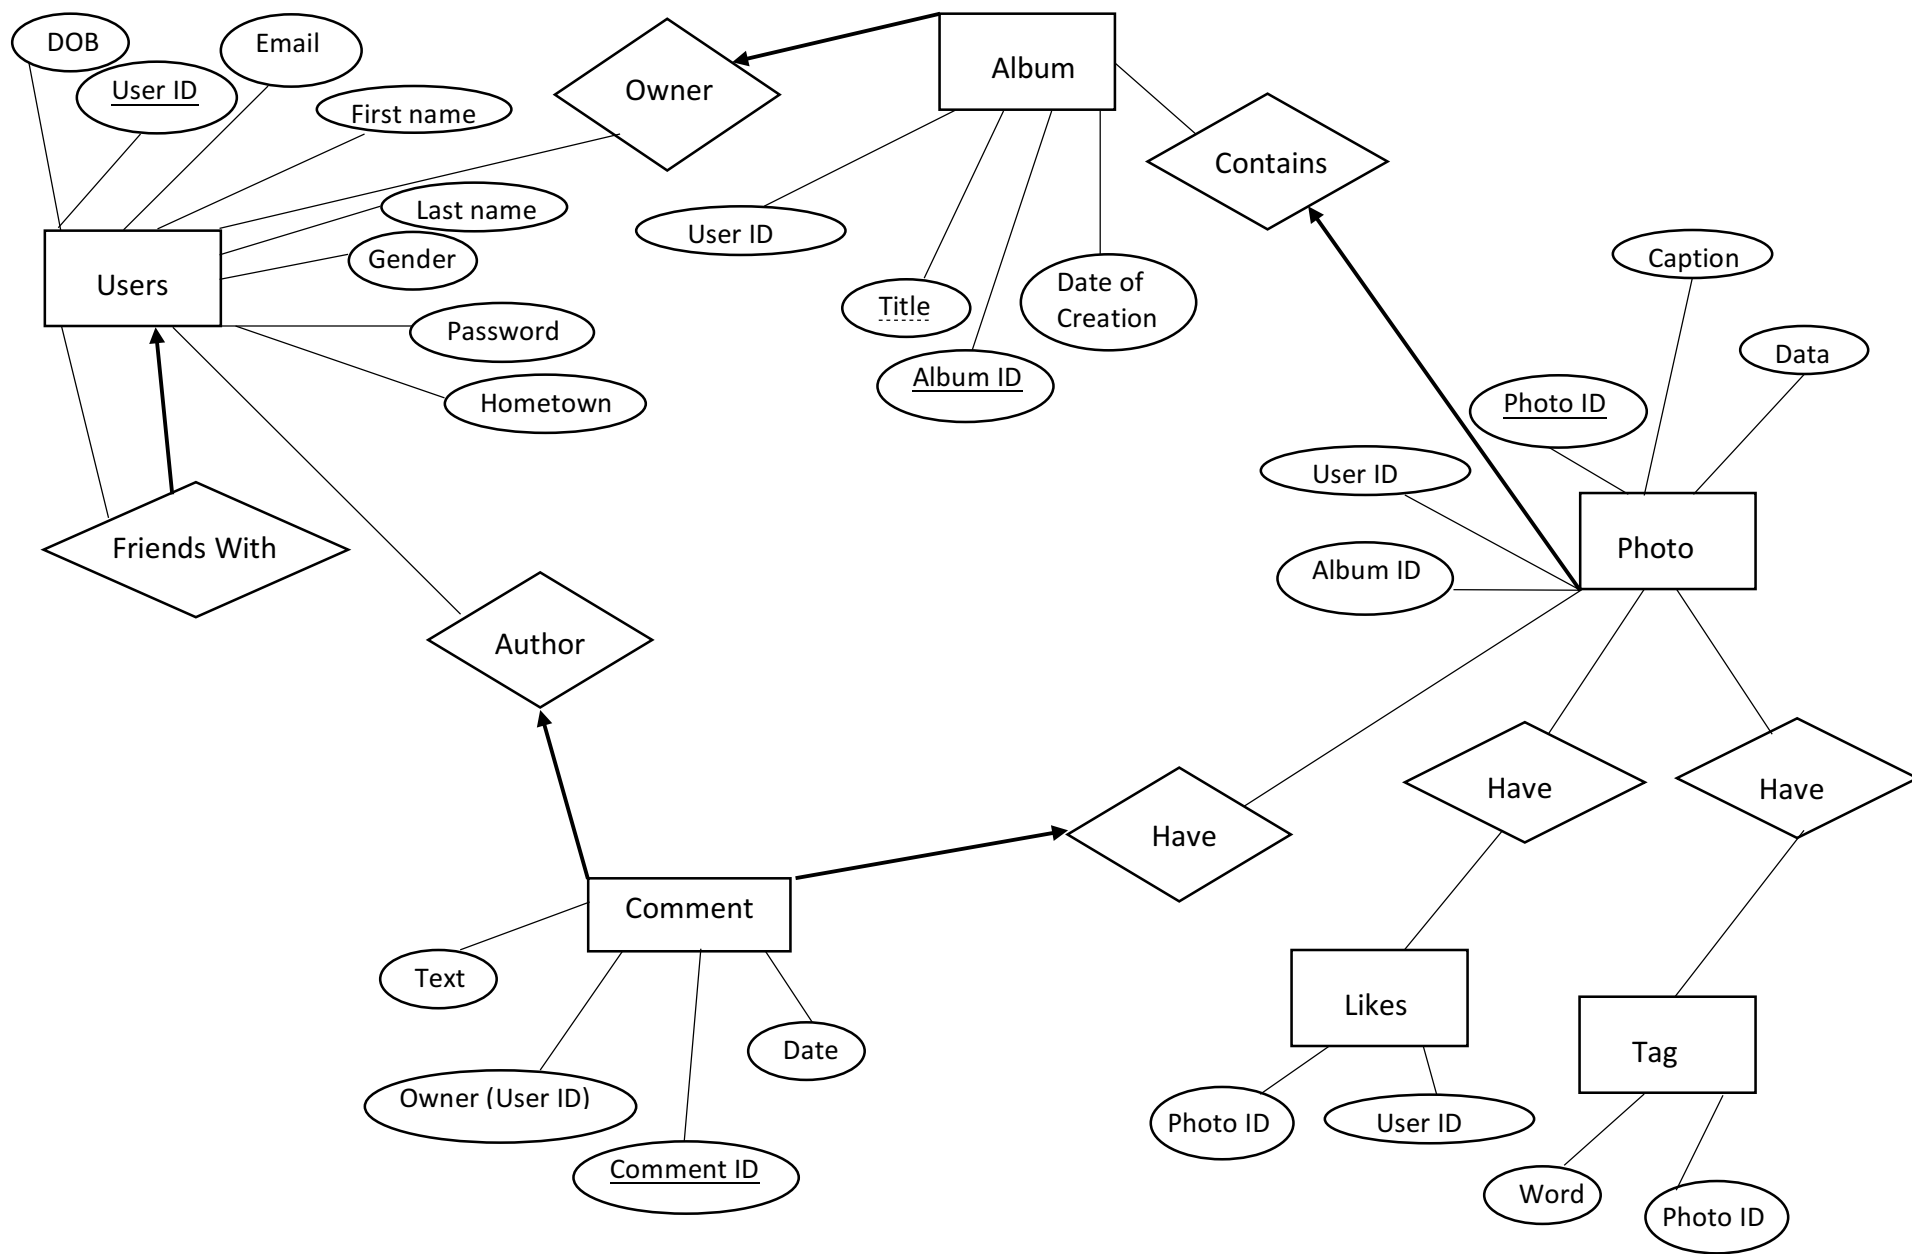 DOB
Email
User ID
First name
Owner
Album
Contains
Last name
User ID
Gender
Users
Title
Date of
Creation
Caption
Password
Album ID
Data
Hometown
Photo ID
User ID
Friends With
Album ID
Photo
Author
Have
Have
Have
Comment
Text
Likes
Date
Tag
Owner (User ID)
Photo ID
User ID
Comment ID
Word
Photo ID